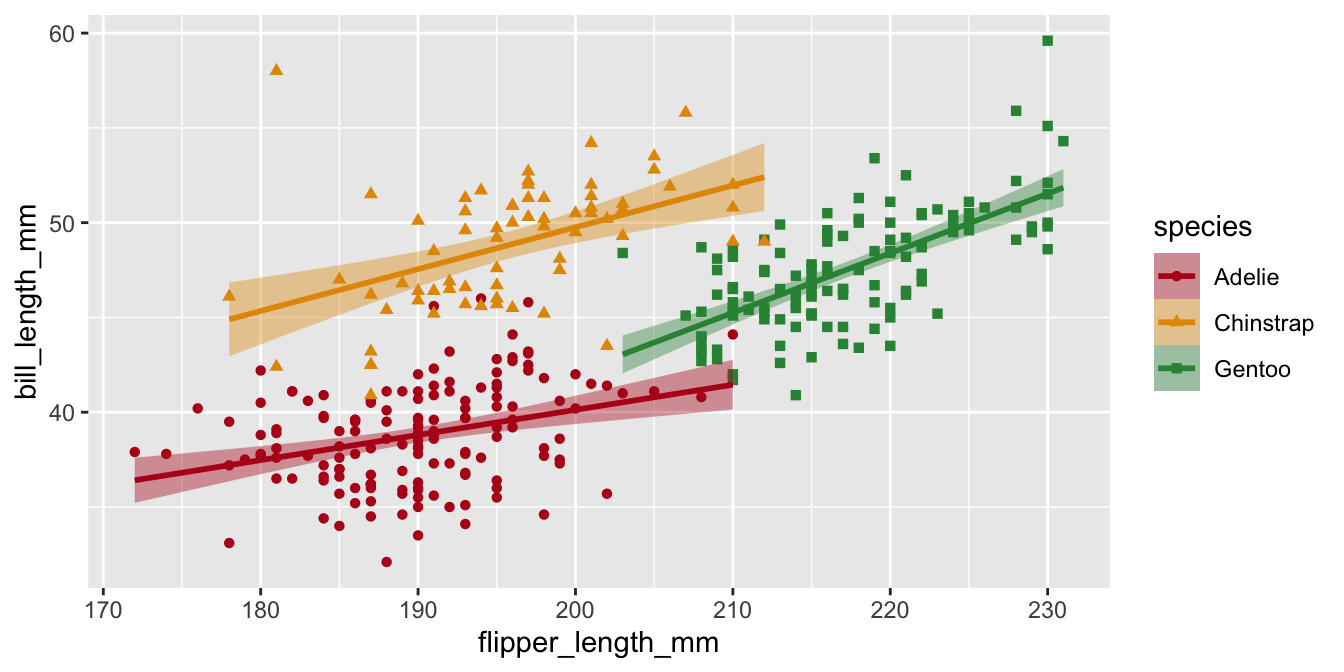 60
50
40
bill_length_mm
170 180 190 200 210 220 230
flipper_length_mm
species
Adelie
Chinstrap
Gentoo